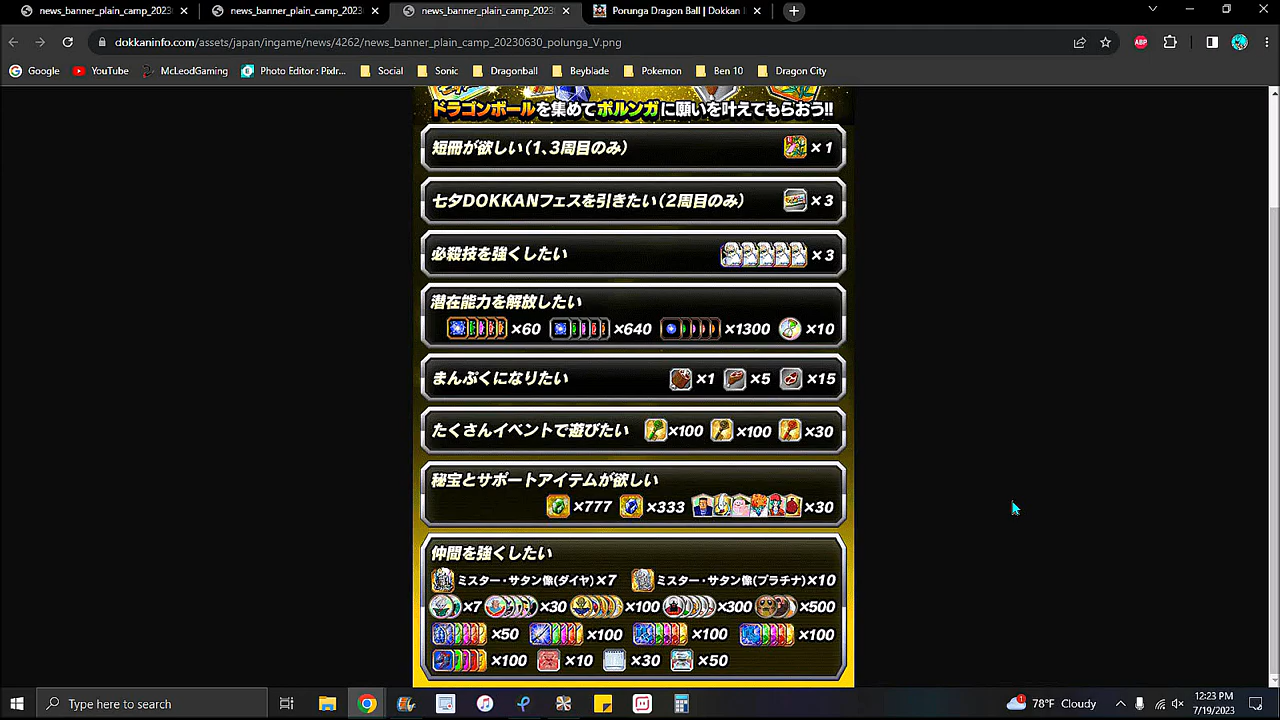 news_banner_plain_camp_202306
news_banner_plain_camp_202306
news_banner_plain_camp_202306
Porunga Dragon Ball | Dokkan
dokkaninfo.com/assets/japan/ingame/news/4262/news_banner_plain_camp_20230630_polunga_V.png
ABP
Google YouTube McLeodGaming Photo Editor : Pixlr... Social Sonic Dragonball Beyblade Pokemon Ben 10 Dragon City
ドラゴンボールを集めてポルンガに願いを叶えてもらおう!!
短冊が欲しい(1、3周目のみ) ×1
七夕DOKKANフェスを引きたい(2周目のみ) ×3
必殺技を強くしたい ×3
潜在能力を解放したい
×60 ×640 ×1300 ×10
まんぷくになりたい ×1 ×5 ×15
たくさんイベントで遊びたい ×100 ×100 ×30
秘宝とサポートアイテムが欲しい
×777 ×333 ×30
仲間を強くしたい
ミスター・サタン像(ダイヤ)×7 ミスター・サタン像(プラチナ)×10
×7 ×30 ×100 ×300 ×500
×50 ×100 ×100 ×100
×100 ×10 ×30 ×50
Type here to search
1
78°F Cloudy
12:23 PM
7/19/2023